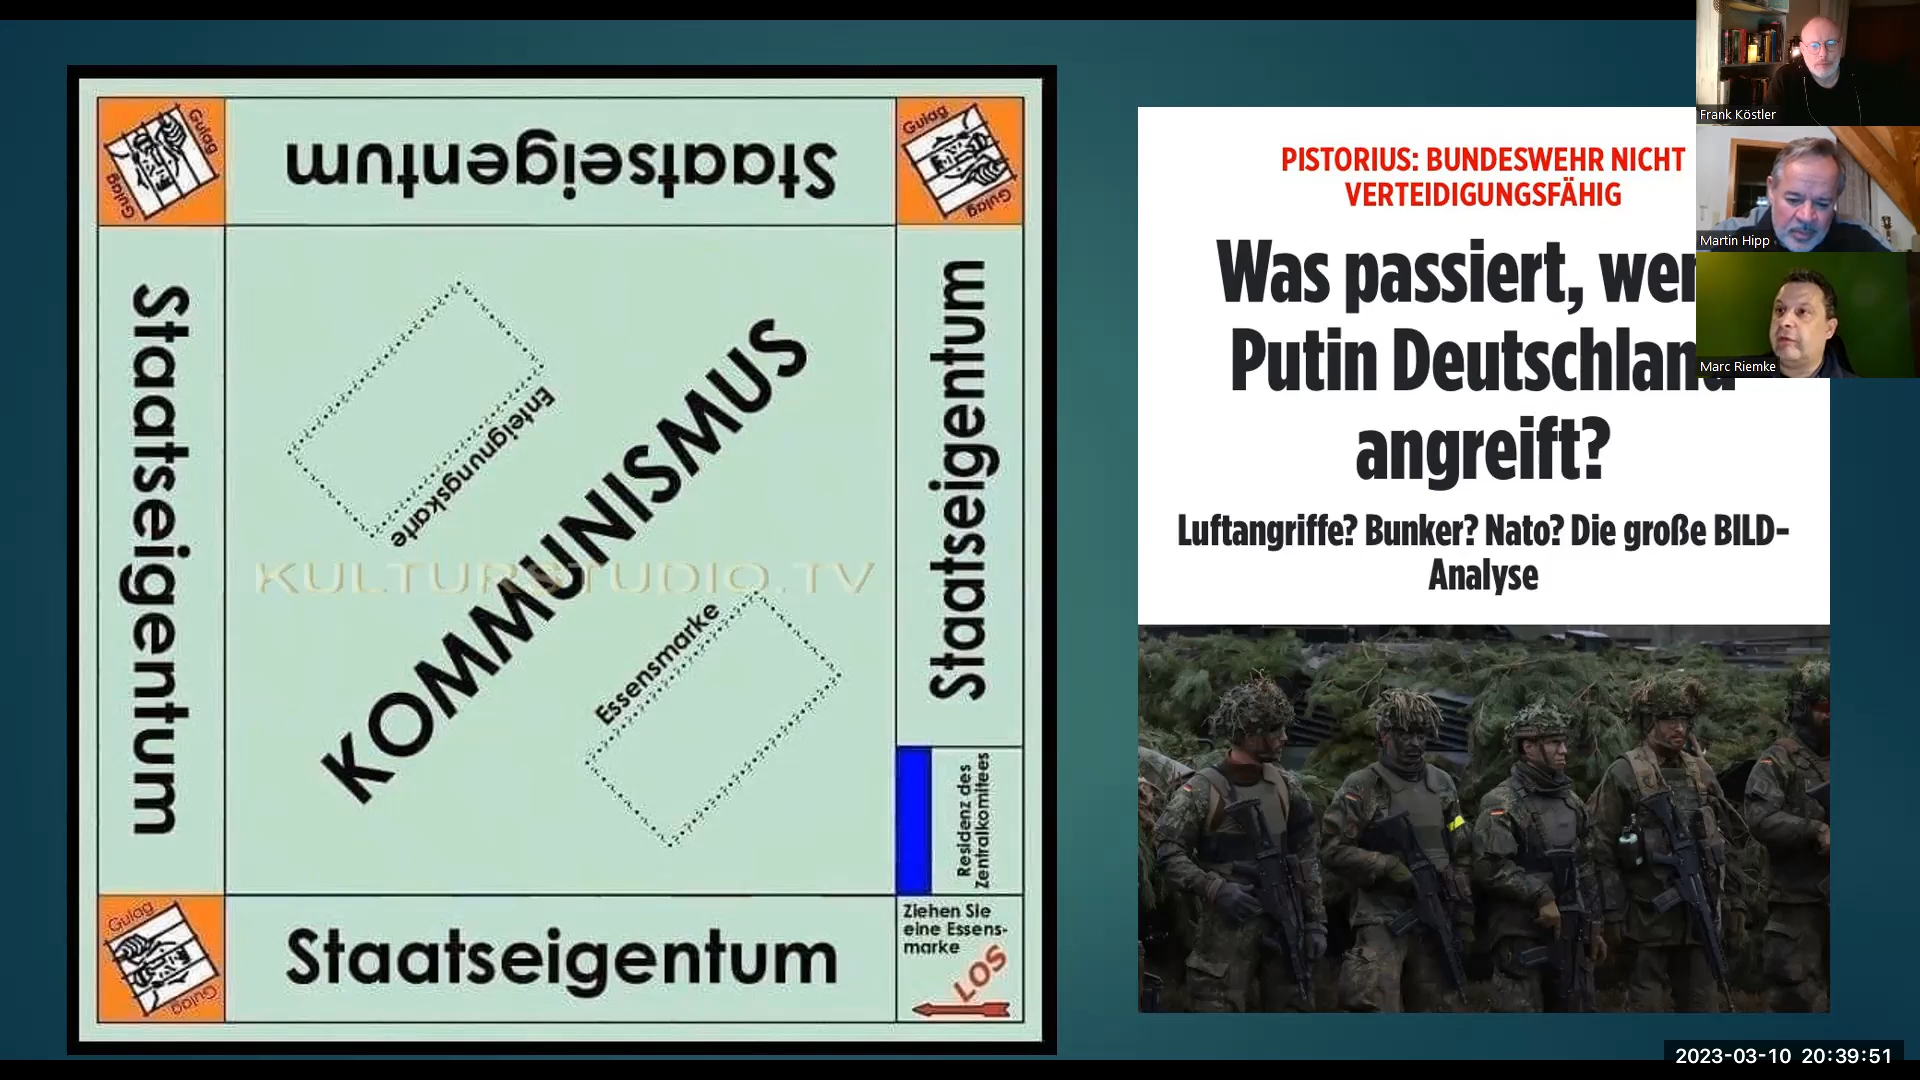 Gulag
Gulag
Staatseigentum
Gulag
Gulag
Staatseigentum
Enteignungskarte
KOMMUNISMUS
KULTURSTUDIO.TV
Essensmarke
Staatseigentum
Residenz des
Zentralkomitees
Gulag
Gulag
Staatseigentum
Ziehen Sie
eine Essens-
marke
LOS
PISTORIUS: BUNDESWEHR NICHT
VERTEIDIGUNGSFÄHIG
Was passiert,
Putin Deutschland
angreift?
Luftangriffe? Bunker? Nato? Die große BILD-
Analyse
Frank Köstler
Martin Hipp
Marc Riemke
2023-03-10 20:39:51